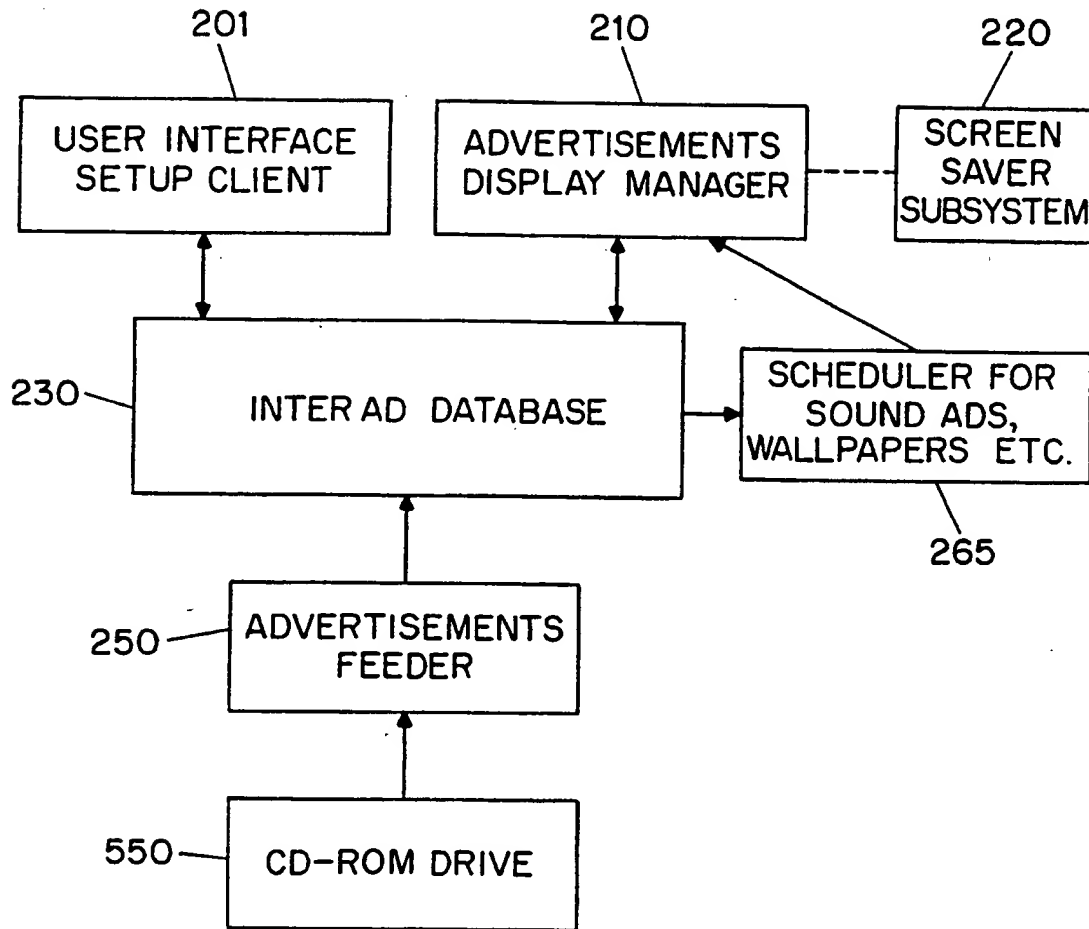 201
210
220
USER INTERFACE
SETUP CLIENT
ADVERTISEMENTS
DISPLAY MANAGER
SCREEN
SAVER
SUBSYSTEM
230
INTER AD DATABASE
SCHEDULER FOR
SOUND ADS,
WALLPAPERS ETC.
265
250
ADVERTISEMENTS
FEEDER
550
CD-ROM DRIVE